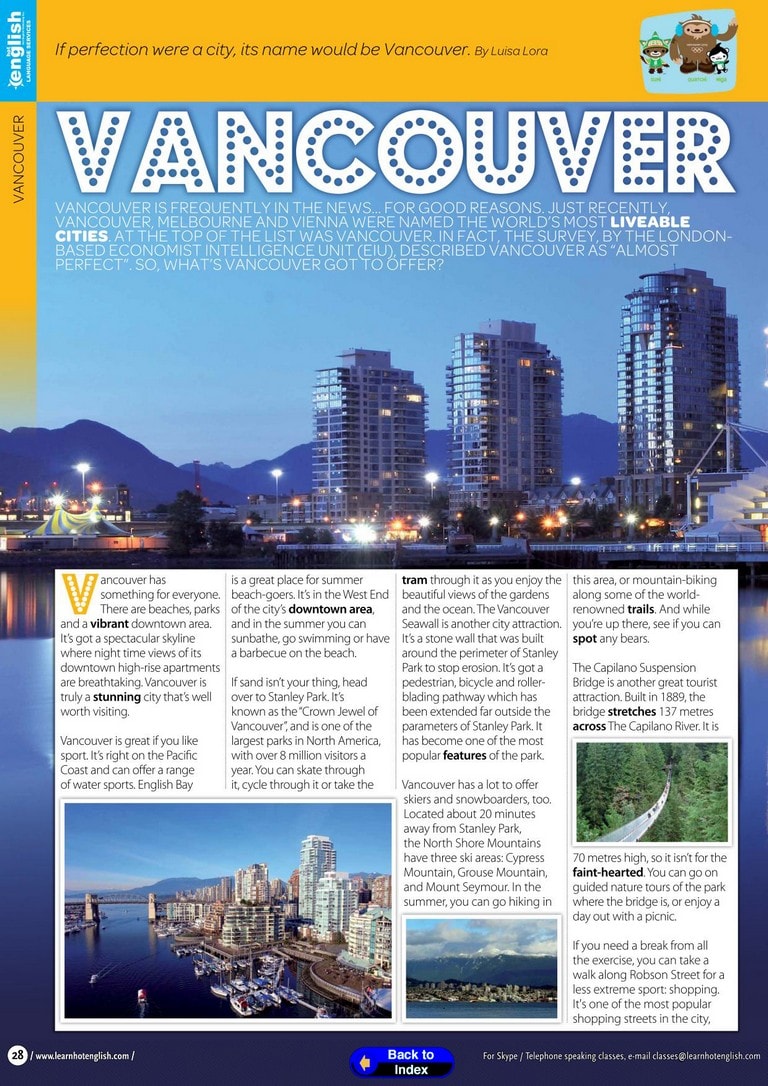 hot
english
LANGUAGE SERVICES
VANCOUVER
If perfection were a city, its name would be Vancouver. By Luisa Lora
VANCOUVER
VANCOUVER IS FREQUENTLY IN THE NEWS... FOR GOOD REASONS. JUST RECENTLY,
VANCOUVER, MELBOURNE AND VIENNA WERE NAMED THE WORLD'S MOST LIVEABLE
CITIES. AT THE TOP OF THE LIST WAS VANCOUVER. IN FACT, THE SURVEY, BY THE LONDON-
BASED ECONOMIST INTELLIGENCE UNIT (EIU), DESCRIBED VANCOUVER AS "ALMOST
PERFECT". SO, WHAT'S VANCOUVER GOT TO OFFER?
Vancouver has
something for everyone.
There are beaches, parks
and a vibrant downtown area.
It's got a spectacular skyline
where night time views of its
downtown high-rise apartments
are breathtaking. Vancouver is
truly a stunning city that's well
worth visiting.
Vancouver is great if you like
sport. It's right on the Pacific
Coast and can offer a range
of water sports. English Bay
is a great place for summer
beach-goers. It's in the West End
of the city's downtown area,
and in the summer you can
sunbathe, go swimming or have
a barbecue on the beach.
If sand isn't your thing, head
over to Stanley Park. It's
known as the "Crown Jewel of
Vancouver", and is one of the
largest parks in North America,
with over 8 million visitors a
year. You can skate through
it, cycle through it or take the
tram through it as you enjoy the
beautiful views of the gardens
and the ocean. The Vancouver
Seawall is another city attraction.
It's a stone wall that was built
around the perimeter of Stanley
Park to stop erosion. It's got a
pedestrian, bicycle and roller-
blading pathway which has
been extended far outside the
parameters of Stanley Park. It
has become one of the most
popular features of the park.
Vancouver has a lot to offer
skiers and snowboarders, too.
Located about 20 minutes
away from Stanley Park,
the North Shore Mountains
have three ski areas: Cypress
Mountain, Grouse Mountain,
and Mount Seymour. In the
summer, you can go hiking in
this area, or mountain-biking
along some of the world-
renowned trails. And while
you're up there, see if you can
spot any bears.
The Capilano Suspension
Bridge is another great tourist
attraction. Built in 1889, the
bridge stretches 137 metres
across The Capilano River. It is
70 metres high, so it isn't for the
faint-hearted. You can go on
guided nature tours of the park
where the bridge is, or enjoy a
day out with a picnic.
If you need a break from all
the exercise, you can take a
walk along Robson Street for a
less extreme sport: shopping.
It's one of the most popular
shopping streets in the city,
28 / www.learnhotenglish.com /
Back to
Index
For Skype / Telephone speaking classes, e-mail classes@learnhotenglish.com